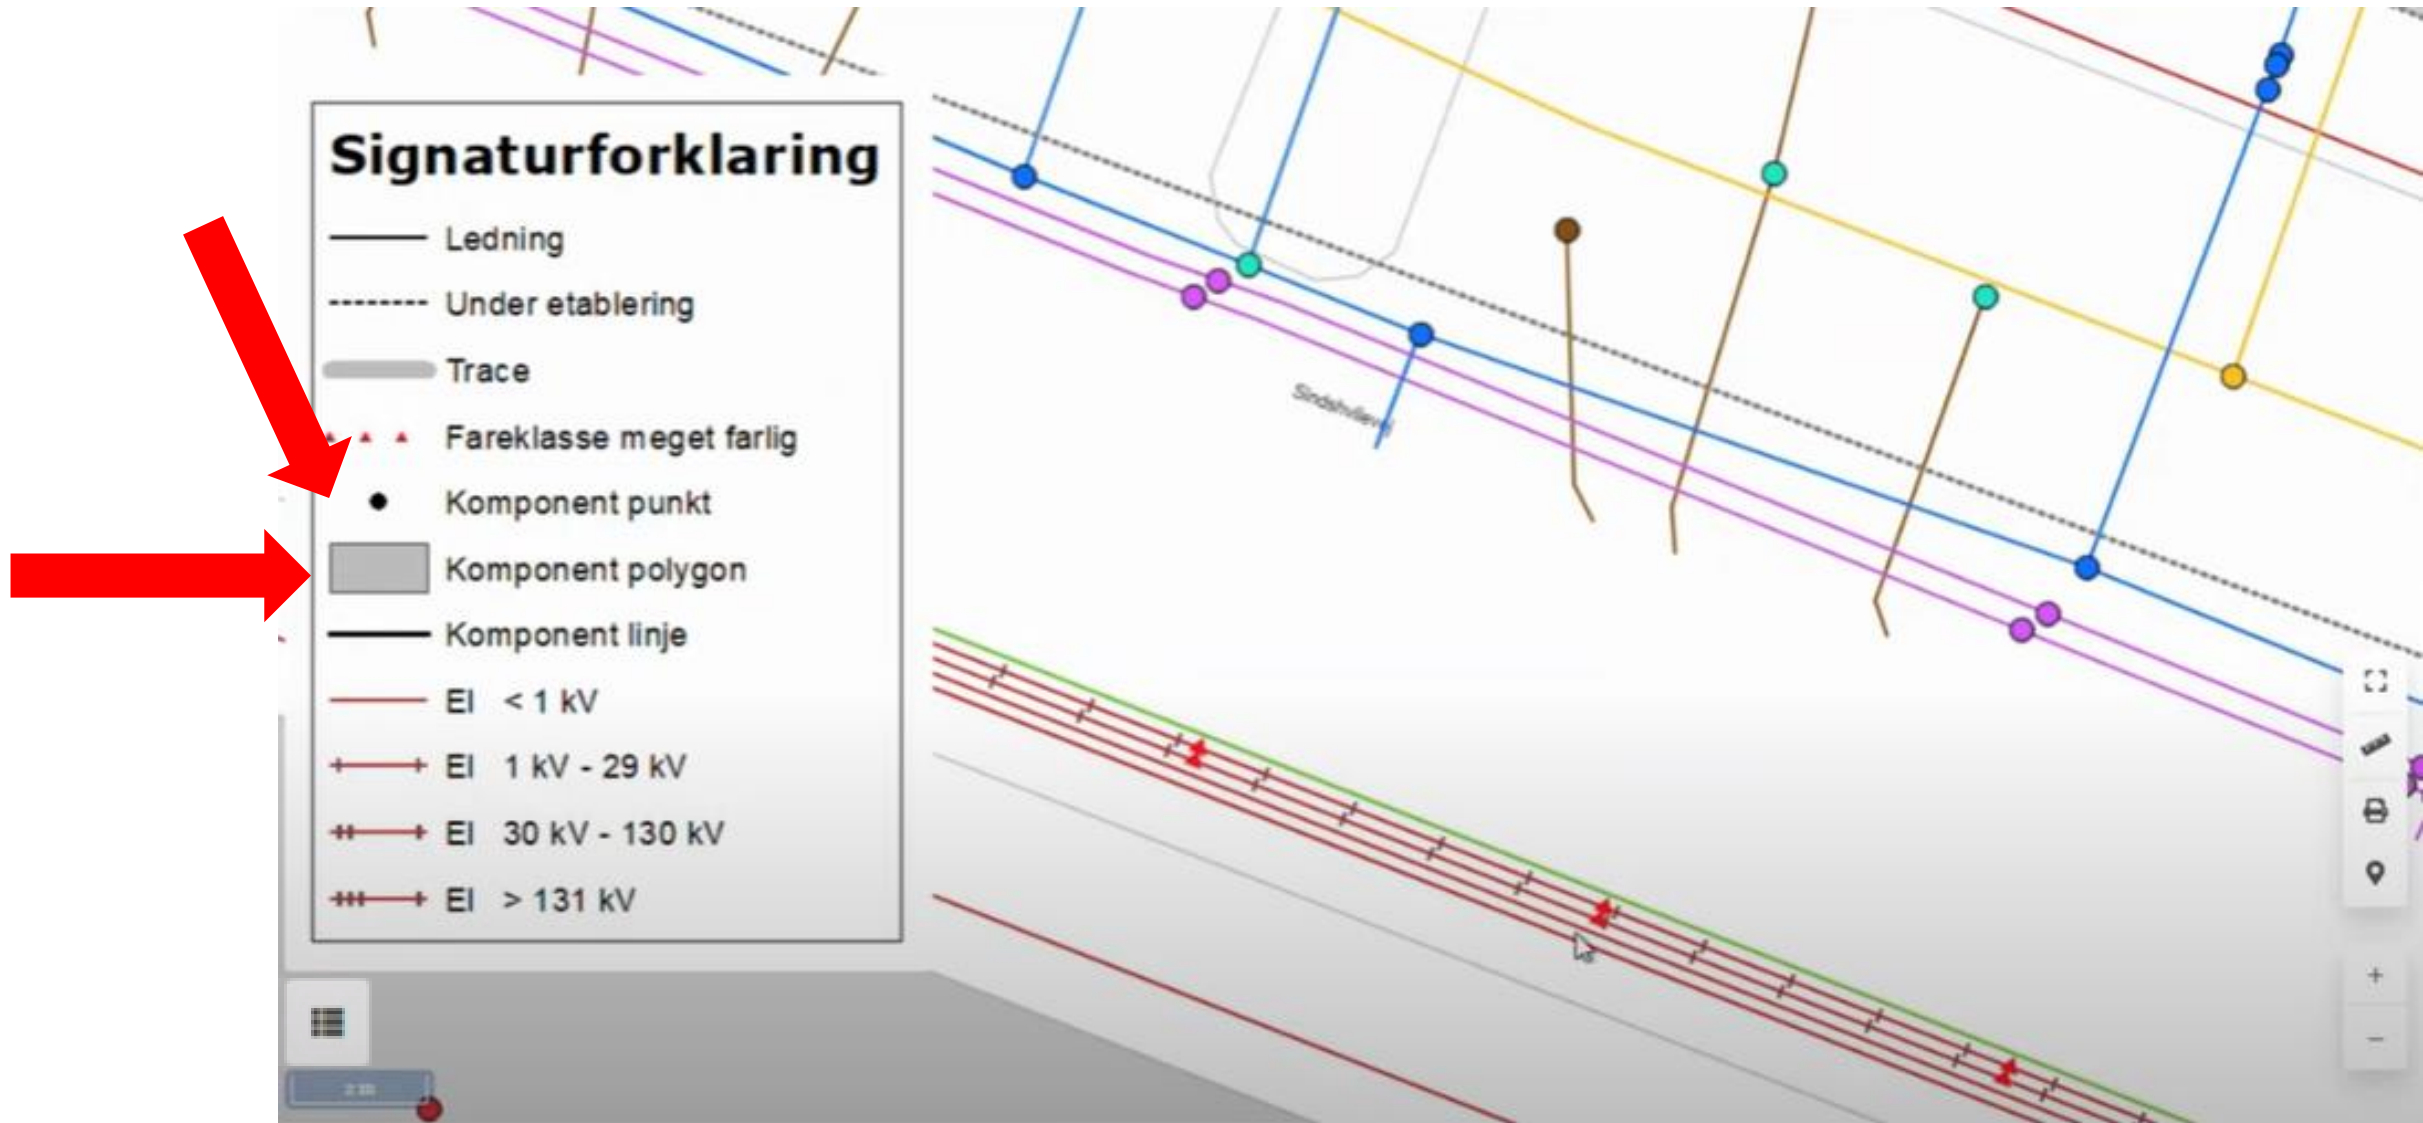 Signaturforklaring
Ledning
Under etablering
Trace
Fareklasse meget farlig
Komponent punkt
Komponent polygon
Komponent linje
El < 1 kV
El 1 kV - 29 kV
El 30 kV - 130 kV
El > 131 kV